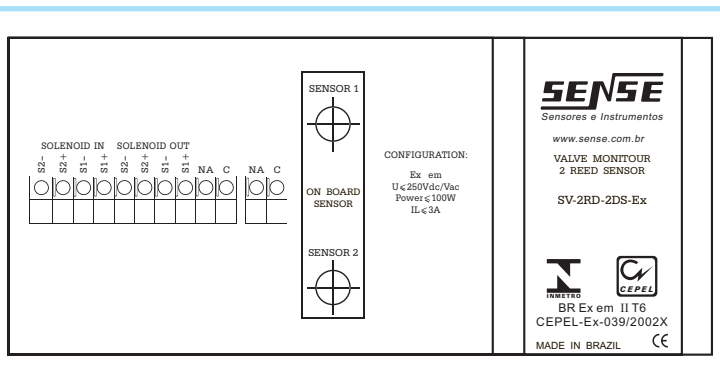 SOLENOID IN SOLENOID OUT
S2- S2+ S1- S1+ S2- S2+ S1- S1+ NA C NA C
SENSOR 1
ON BOARD
SENSOR
SENSOR 2
CONFIGURATION:
Ex em
U⩽250Vdc/Vac
Power⩽100W
IL⩽3A
SENSE
Sensores e Instrumentos
www.sense.com.br
VALVE MONITOUR
2 REED SENSOR
SV-2RD-2DS-Ex
INMETRO
CEPEL
BR Ex em II T6
CEPEL-Ex-039/2002X
MADE IN BRAZIL CE